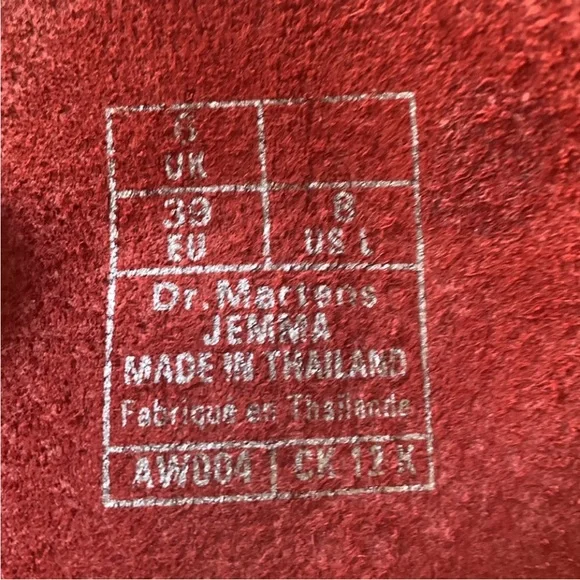 6
UK
39 8
EU US L
Dr. Martens
JEMMA
MADE IN THAILAND
Fabrique en Thailande
AW004 CK 12 X